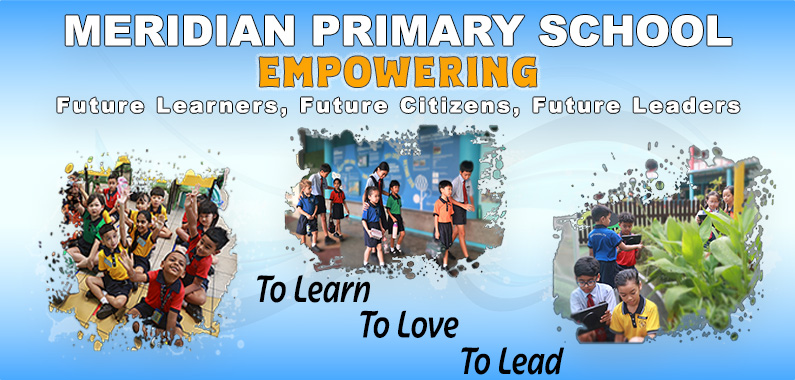 MERIDIAN PRIMARY SCHOOL
EMPOWERING
Future Learners, Future Citizens, Future Leaders
To Learn
To Love
To Lead